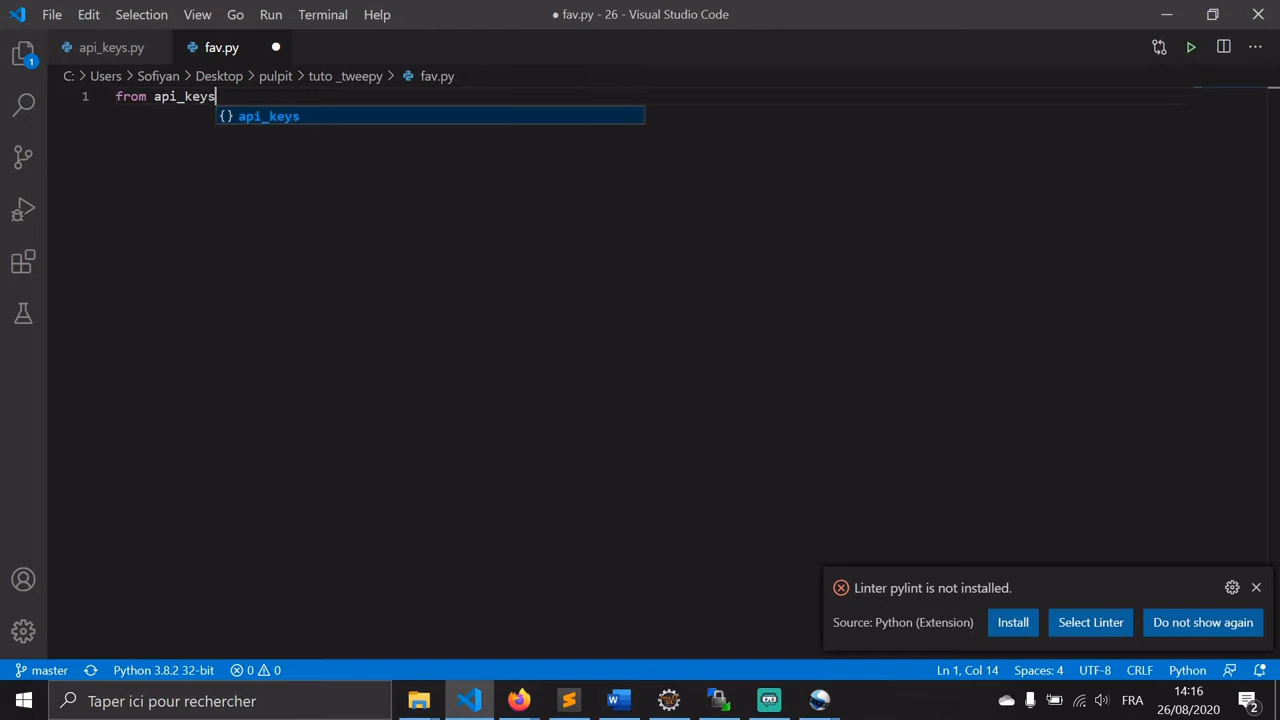 File Edit Selection View Go Run Terminal Help
● fav.py - 26 - Visual Studio Code
api_keys.py
fav.py
C: > Users > Sofiyan > Desktop > pulpit > tuto _tweepy > fav.py
1 from api_keys
{} api_keys
1
Linter pylint is not installed.
Source: Python (Extension)
Install
Select Linter
Do not show again
master
Python 3.8.2 32-bit
0
0
Ln 1, Col 14
Spaces: 4
UTF-8
CRLF
Python
Taper ici pour rechercher
FRA
14:16
26/08/2020
2